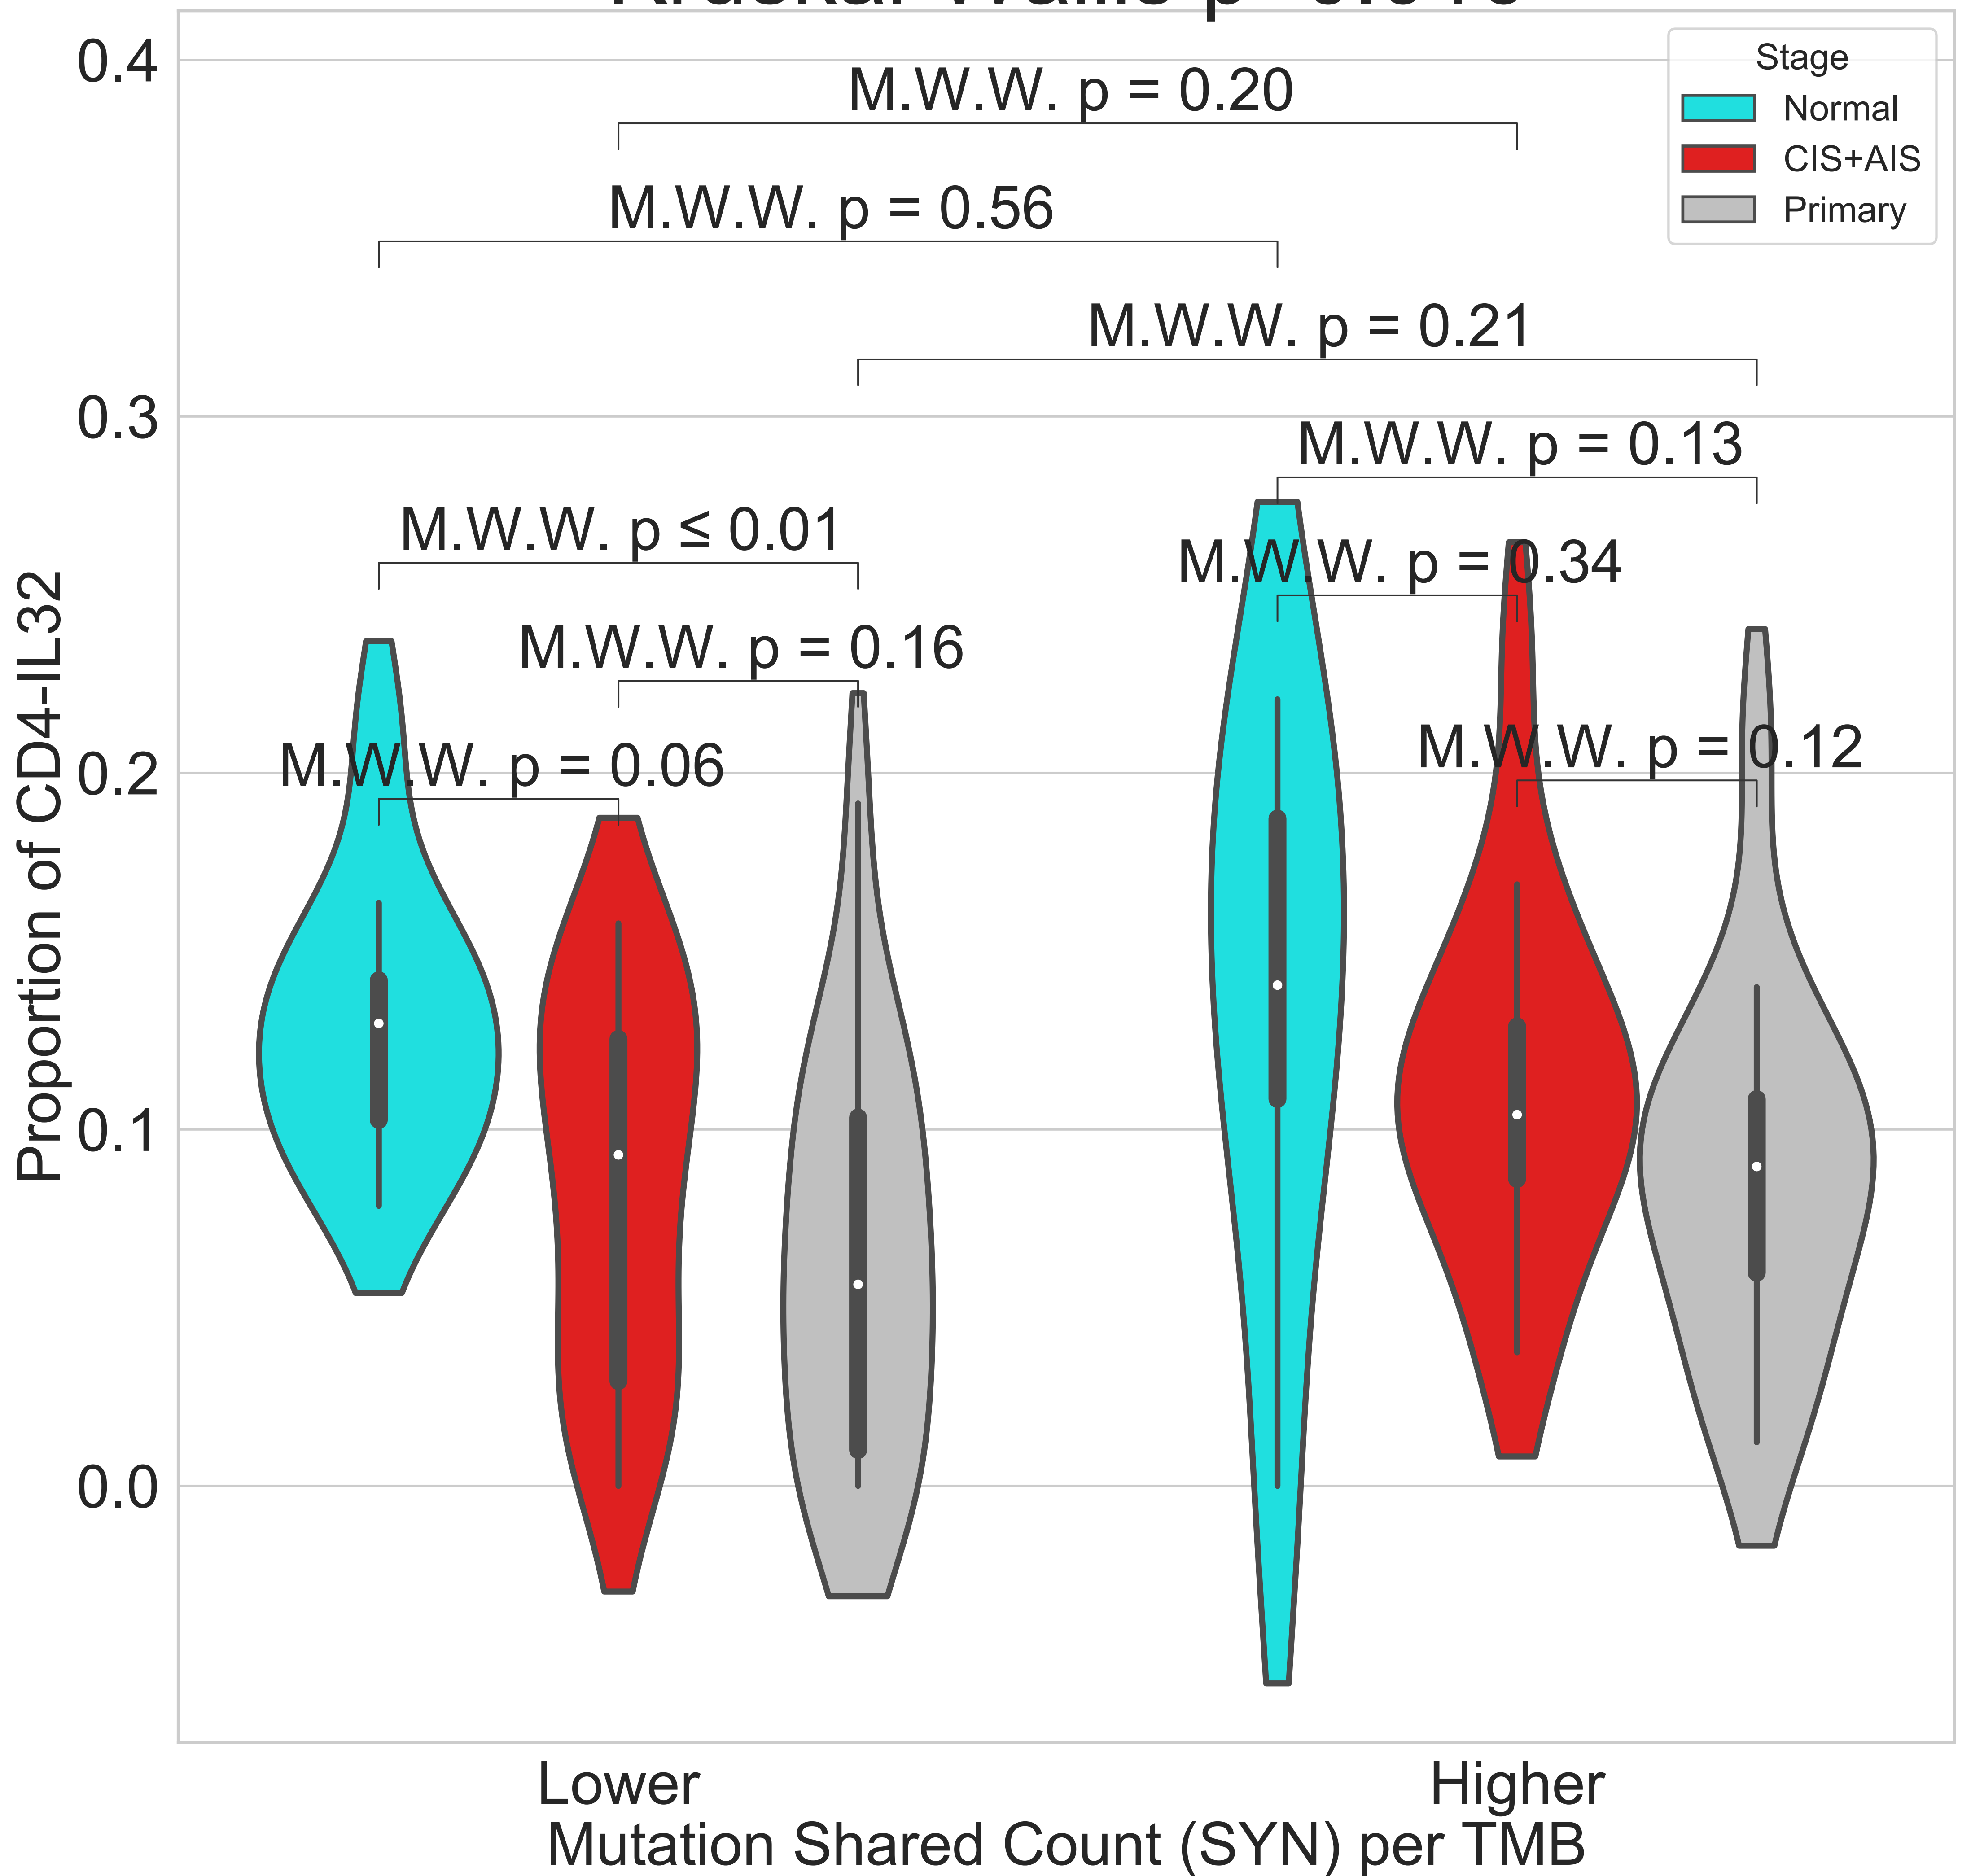 0.4
0.3
0.2
0.1
0.0
Proportion of CD4-IL32
Stage
Normal
CIS+AIS
Primary
M.W.W. p = 0.20
M.W.W. p = 0.56
M.W.W. p = 0.21
M.W.W. p = 0.13
M.W.W. p ≤ 0.01
M.W.W. p = 0.34
M.W.W. p = 0.16
M.W.W. p = 0.12
M.W.W. p = 0.06
Lower
Higher
Mutation Shared Count (SYN) per TMB